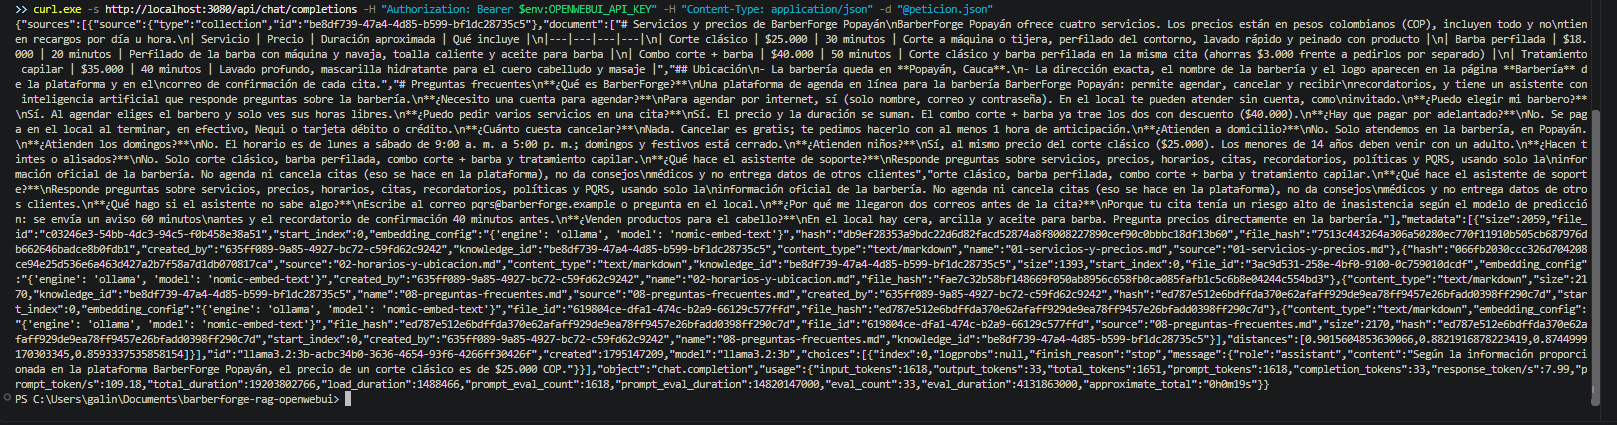 >> curl.exe -s http://localhost:3080/api/chat/completions -H "Authorization: Bearer $env:OPENWEBUI_API_KEY" -H "Content-Type: application/json" -d "@peticion.json"
{"sources":[{"source":{"type":"collection","id":"be8df739-47a4-4d85-b599-bf1dc28735c5"},"document":["# Servicios y precios de BarberForge Popayán\nBarberForge Popayán ofrece cuatro servicios. Los precios están en pesos colombianos (COP), incluyen todo y no\ntien
en recargos por día u hora.\n| Servicio | Precio | Duración aproximada | Qué incluye |\n|---|---|---|---|\n| Corte clásico | $25.000 | 30 minutos | Corte a máquina o tijera, perfilado del contorno, lavado rápido y peinado con producto |\n| Barba perfilada | $18.
000 | 20 minutos | Perfilado de la barba con máquina y navaja, toalla caliente y aceite para barba |\n| Combo corte + barba | $40.000 | 50 minutos | Corte clásico y barba perfilada en la misma cita (ahorras $3.000 frente a pedirlos por separado) |\n| Tratamiento
 capilar | $35.000 | 40 minutos | Lavado profundo, mascarilla hidratante para el cuero cabelludo y masaje |","## Ubicación\n- La barbería queda en **Popayán, Cauca**.\n- La dirección exacta, el nombre de la barbería y el logo aparecen en la página **Barbería** d
e la plataforma y en el\ncorreo de confirmación de cada cita.","# Preguntas frecuentes\n**¿Qué es BarberForge?**\nUna plataforma de agenda en línea para la barbería BarberForge Popayán: permite agendar, cancelar y recibir\nrecordatorios, y tiene un asistente con
 inteligencia artificial que responde preguntas sobre la barbería.\n**¿Necesito una cuenta para agendar?**\nPara agendar por internet, sí (solo nombre, correo y contraseña). En el local te pueden atender sin cuenta, como\ninvitado.\n**¿Puedo elegir mi barbero?**
\nSí. Al agendar eliges el barbero y solo ves sus horas libres.\n**¿Puedo pedir varios servicios en una cita?**\nSí. El precio y la duración se suman. El combo corte + barba ya trae los dos con descuento ($40.000).\n**¿Hay que pagar por adelantado?**\nNo. Se pag
a en el local al terminar, en efectivo, Nequi o tarjeta débito o crédito.\n**¿Cuánto cuesta cancelar?**\nNada. Cancelar es gratis; te pedimos hacerlo con al menos 1 hora de anticipación.\n**¿Atienden a domicilio?**\nNo. Solo atendemos en la barbería, en Popayán.
\n**¿Atienden los domingos?**\nNo. El horario es de lunes a sábado de 9:00 a. m. a 5:00 p. m.; domingos y festivos está cerrado.\n**¿Atienden niños?**\nSí, al mismo precio del corte clásico ($25.000). Los menores de 14 años deben venir con un adulto.\n**¿Hacen t
intes o alisados?**\nNo. Solo corte clásico, barba perfilada, combo corte + barba y tratamiento capilar.\n**¿Qué hace el asistente de soporte?**\nResponde preguntas sobre servicios, precios, horarios, citas, recordatorios, políticas y PQRS, usando solo la\ninfor
mación oficial de la barbería. No agenda ni cancela citas (eso se hace en la plataforma), no da consejos\nmédicos y no entrega datos de otros clientes","orte clásico, barba perfilada, combo corte + barba y tratamiento capilar.\n**¿Qué hace el asistente de soport
e?**\nResponde preguntas sobre servicios, precios, horarios, citas, recordatorios, políticas y PQRS, usando solo la\ninformación oficial de la barbería. No agenda ni cancela citas (eso se hace en la plataforma), no da consejos\nmédicos y no entrega datos de otro
s clientes.\n**¿Qué hago si el asistente no sabe algo?**\nEscribe al correo pqrs@barberforge.example o pregunta en el local.\n**¿Por qué me llegaron dos correos antes de la cita?**\nPorque tu cita tenía un riesgo alto de inasistencia según el modelo de predicció
n: se envía un aviso 60 minutos\nantes y el recordatorio de confirmación 40 minutos antes.\n**¿Venden productos para el cabello?**\nEn el local hay cera, arcilla y aceite para barba. Pregunta precios directamente en la barbería."],"metadata":[{"size":2059,"file_
id":"c03246e3-54bb-4dc3-94c5-f0b458e38a51","start_index":0,"embedding_config":"{'engine': 'ollama', 'model': 'nomic-embed-text'}","hash":
"created_by":"635ff089-9a85-4927-bc72-c59fd62c9242","knowledge_id":"be8df739-47a4-4d85-b599-bf1dc28735c5","content_type":"text/markdown","name":"01-servicios-y-precios.md","source":"01-servicios-y-precios.md"},{"hash":
"source":"02-horarios-y-ubicacion.md","content_type":"text/markdown","knowledge_id":"be8df739-47a4-4d85-b599-bf1dc28735c5","size":1393,"start_index":0,"file_id":"3ac9d531-258e-4bf0-9100-0c759010dcdf","embedding_config"
:"{'engine': 'ollama', 'model': 'nomic-embed-text'}","created_by":"635ff089-9a85-4927-bc72-c59fd62c9242","name":"02-horarios-y-ubicacion.md","file_hash":
{"content_type":"text/markdown","size":21
70,"knowledge_id":"be8df739-47a4-4d85-b599-bf1dc28735c5","name":"08-preguntas-frecuentes.md","source":"08-preguntas-frecuentes.md","created_by":"635ff089-9a85-4927-bc72-c59fd62c9242","hash":
"star
t_index":0,"embedding_config":"{'engine': 'ollama', 'model': 'nomic-embed-text'}","file_id":"619804ce-dfa1-474c-b2a9-66129c577ffd","file_hash":
{"content_type":"text/markdown","embedding_config":
"{'engine': 'ollama', 'model': 'nomic-embed-text'}","file_hash":
"file_id":"619804ce-dfa1-474c-b2a9-66129c577ffd","source":"08-preguntas-frecuentes.md","size":2170,"hash":
"start_index":0,"created_by":"635ff089-9a85-4927-bc72-c59fd62c9242","name":"08-preguntas-frecuentes.md","knowledge_id":"be8df739-47a4-4d85-b599-bf1dc28735c5"}],"distances":[0.9015604853630066,0.8821916878223419,0.8744999
170303345,0.8593337535858154]}],"id":"llama3.2:3b-acbc34b0-3636-4654-93f6-4266ff30426f","created":1795147209,"model":"llama3.2:3b","choices":[{"index":0,"logprobs":null,"finish_reason":"stop","message":{"role":"assistant","content":"Según la información proporci
onada en la plataforma BarberForge Popayán, el precio de un corte clásico es de $25.000 COP."}}],"object":"chat.completion","usage":{"input_tokens":1618,"output_tokens":33,"total_tokens":1651,"prompt_tokens":1618,"completion_tokens":33,"response_token/s":7.99,"p
rompt_token/s":109.18,"total_duration":19203802766,"load_duration":1488466,"prompt_eval_count":1618,"prompt_eval_duration":14820147000,"eval_count":33,"eval_duration":4131863000,"approximate_total":"0h0m19s"}}
PS C:\Users\galin\Documents\barberforge-rag-openwebui>